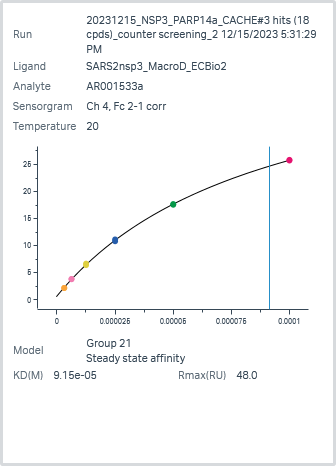 Run 20231215_NSP3_PARP14a_CACHE#3 hits (18
cpds)_counter screening_2 12/15/2023 5:31:29
PM
Ligand SARS2nsp3_MacroD_ECBio2
Analyte AR001533a
Sensorgram Ch 4, Fc 2-1 corr
Temperature 20
25
20
15
10
5
0
0 0.000025 0.00005 0.000075 0.0001
Model Group 21
Steady state affinity
KD(M) 9.15e-05 Rmax(RU) 48.0